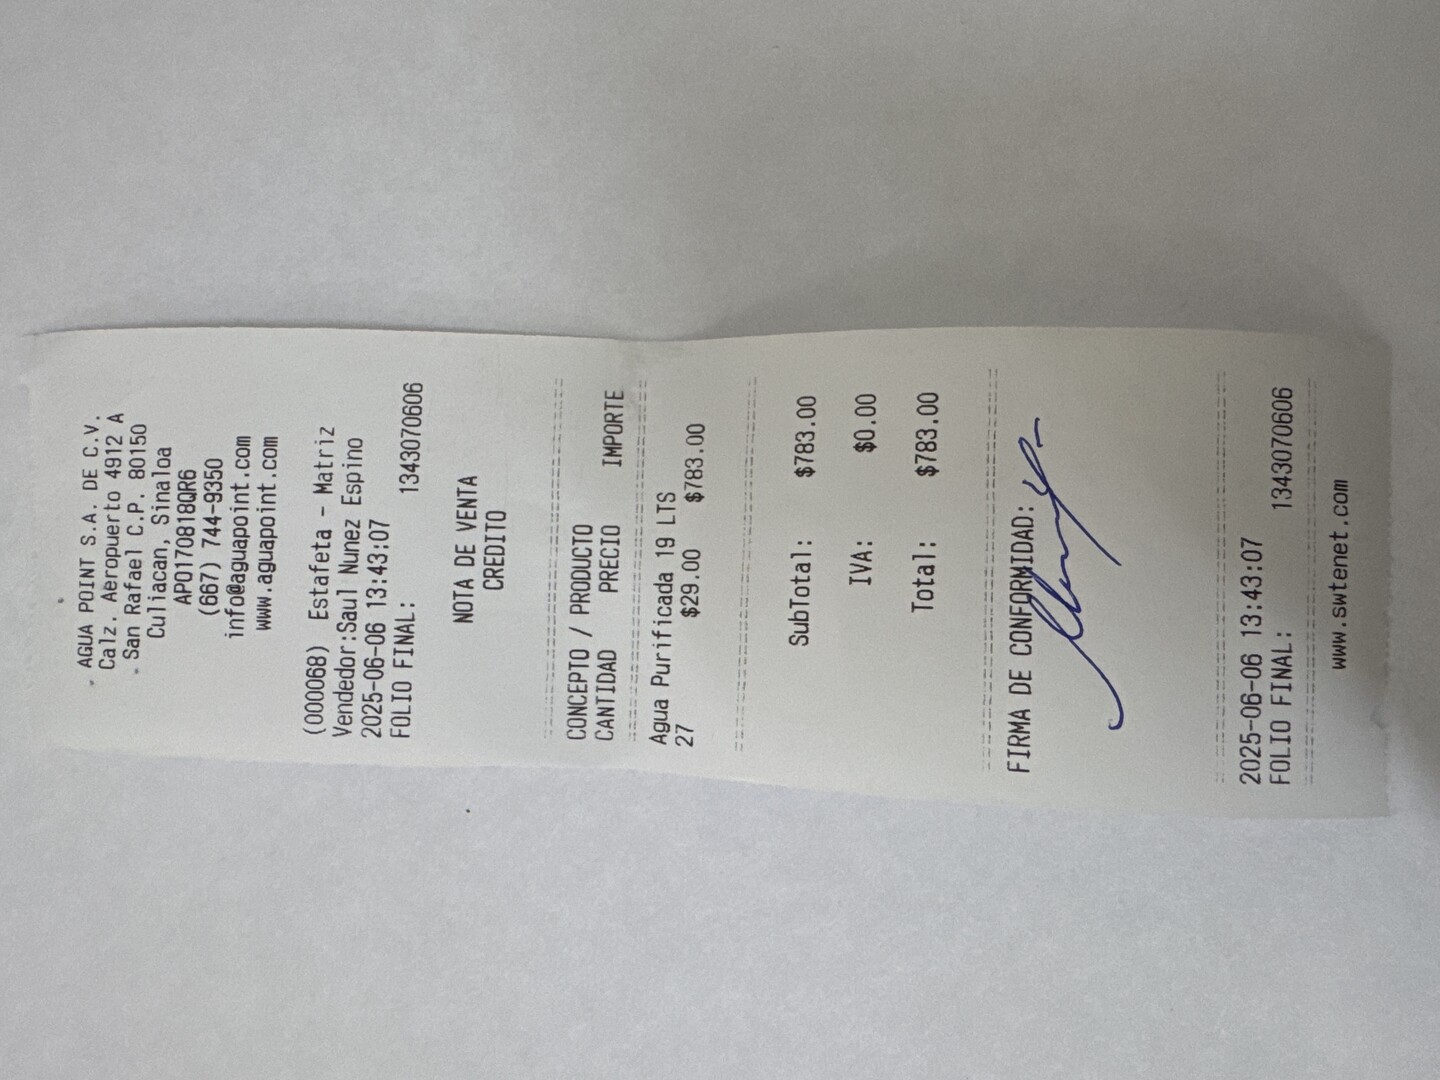 AGUA POINT S.A. DE C.V.
Calz. Aeropuerto 4912 A
San Rafael C.P. 80150
Culiacan, Sinaloa
APO170818QR6
(667) 744-9350
info@aguapoint.com
www.aguapoint.com
(000068) Estafeta - Matriz
Vendedor:Saul Nunez Espino
2025-06-06 13:43:07
FOLIO FINAL: 1343070606
NOTA DE VENTA
CREDITO
CONCEPTO / PRODUCTO
CANTIDAD PRECIO IMPORTE
Agua Purificada 19 LTS
27 $29.00 $783.00
SubTotal: $783.00
IVA: $0.00
Total: $783.00
FIRMA DE CONFORMIDAD:
2025-06-06 13:43:07
FOLIO FINAL: 1343070606
www.swtenet.com